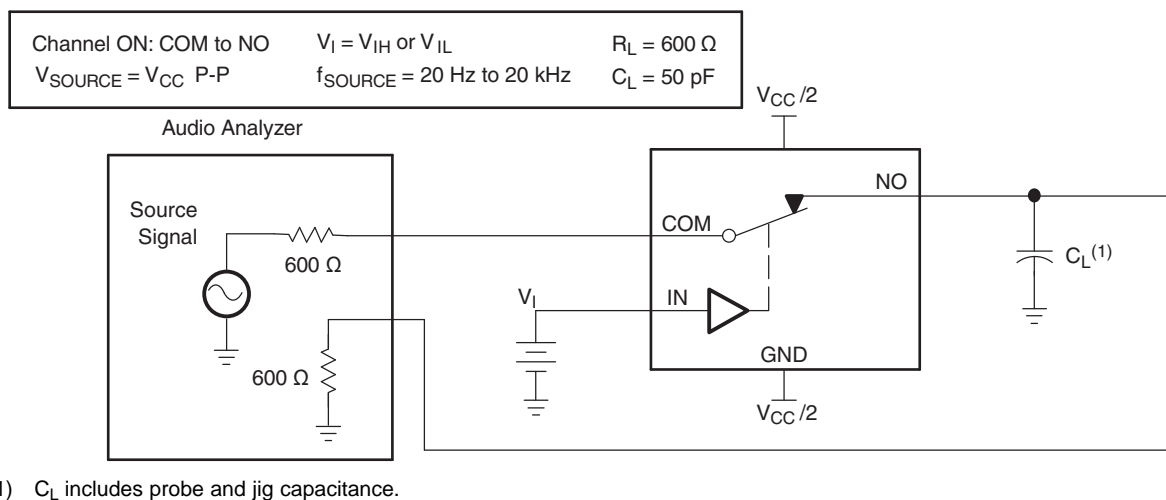 Channel ON: COM to NO V_I = V_IH or V_IL R_L = 600 Ω
V_SOURCE = V_CC P-P f_SOURCE = 20 Hz to 20 kHz C_L = 50 pF
V_CC/2
Audio Analyzer
NO
Source
Signal
COM
C_L(1)
600 Ω
V_I
IN
GND
600 Ω
V_CC/2
1) C_L includes probe and jig capacitance.